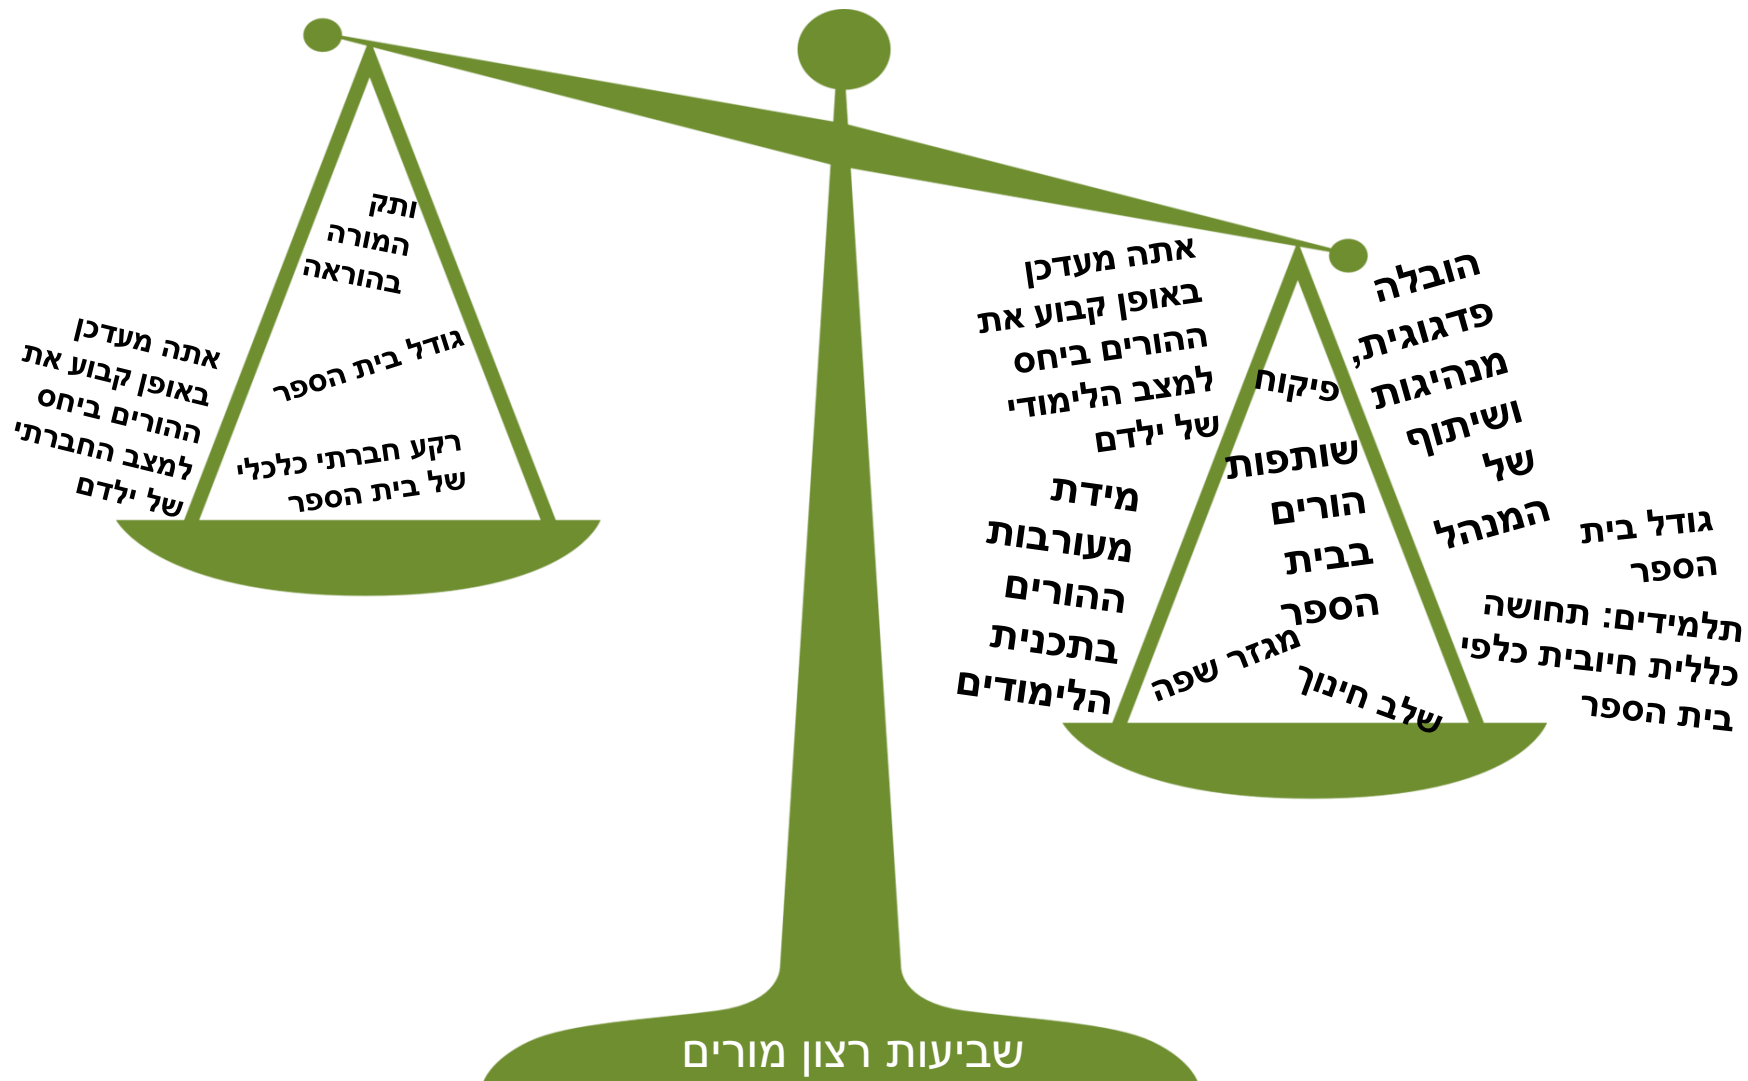 ותק
המורה
בהוראה
גודל בית הספר
רקע חברתי כלכלי
של בית הספר
אתה מעדכן
באופן קבוע את
ההורים ביחס
למצב החברתי
של ילדם
הובלה
פדגוגית,
מנהיגות
ושיתוף
של
המנהל
גודל בית
הספר
תלמידים: תחושה
כללית חיובית כלפי
בית הספר
פיקוח
שותפות
הורים
בבית
הספר
מגזר שפה
שלב חינוך
אתה מעדכן
באופן קבוע את
ההורים ביחס
למצב הלימודי
של ילדם
מידת
מעורבות
ההורים
בתכנית
הלימודים
שביעות רצון מורים